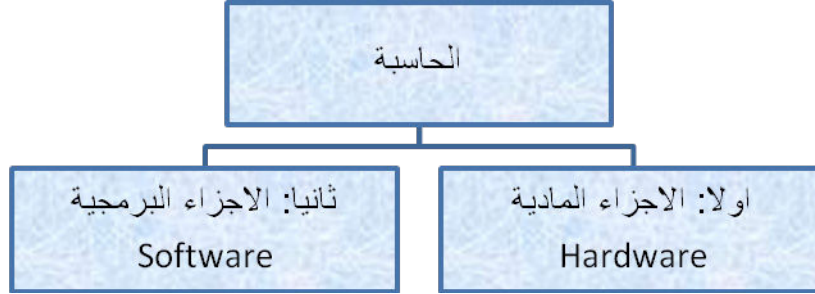 الحاسبة
اولا: الاجزاء المادية
Hardware
ثانيا: الاجزاء البرمجية
Software